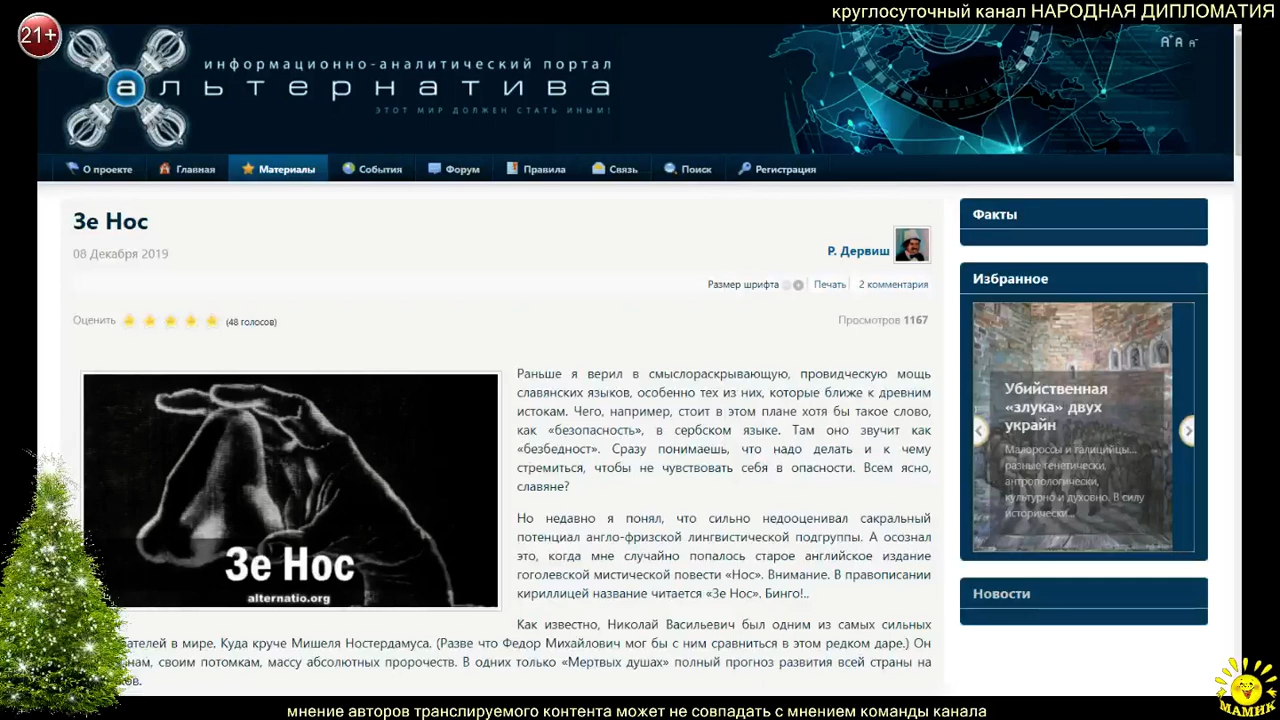 круглосуточный канал НАРОДНАЯ ДИПЛОМАТИЯ
21+
информационно-аналитический портал
альтернатива
ЭТОТ МИР ДОЛЖЕН СТАТЬ ИНЫМ!
A+ A A-
О проекте Главная Материалы События Форум Правила Связь Поиск Регистрация
Зе Нос
08 Декабря 2019
Р. Дервиш
Размер шрифта Печать 2 комментария
Оценить (48 голосов)
Просмотров 1167
Раньше я верил в смыслораскрывающую, провидческую мощь
славянских языков, особенно тех из них, которые ближе к древним
истокам. Чего, например, стоит в этом плане хотя бы такое слово,
как «безопасность», в сербском языке. Там оно звучит как
«безбедност». Сразу понимаешь, что надо делать и к чему
стремиться, чтобы не чувствовать себя в опасности. Всем ясно,
славяне?
Но недавно я понял, что сильно недооценивал сакральный
потенциал англо-фризской лингвистической подгруппы. А осознал
это, когда мне случайно попалось старое английское издание
гоголевской мистической повести «Нос». Внимание. В правописании
кириллицей название читается «Зе Нос». Бинго!..
Зе Нос
alternatio.org
Как известно, Николай Васильевич был одним из самых сильных
ателей в мире. Куда круче Мишеля Ностердамуса. (Разве что Федор Михайлович мог бы с ним сравниться в этом редком даре.) Он
нам, своим потомкам, массу абсолютных пророчеств. В одних только «Мертвых душах» полный прогноз развития всей страны на
ов.
Факты
Избранное
Убийственная
«злука» двух
украйн
Малороссы и галицийцы...
разные генетически,
антропологически,
культурно и духовно. В силу
исторически...
Новости
МАМИК
мнение авторов транслируемого контента может не совпадать с мнением команды канала